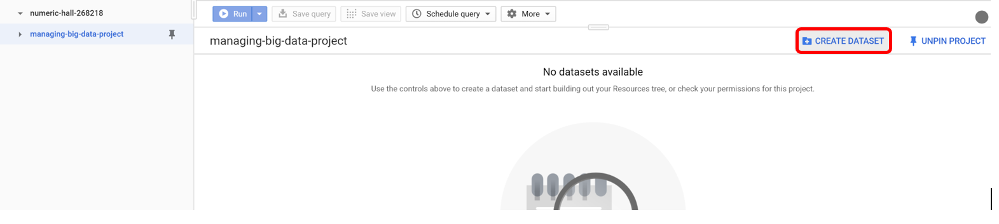 numeric-hall-268218
managing-big-data-project
Run
Save query
Save view
Schedule query
More
managing-big-data-project
CREATE DATASET
UNPIN PROJECT
No datasets available
Use the controls above to create a dataset and start building out your Resources tree, or check your permissions for this project.